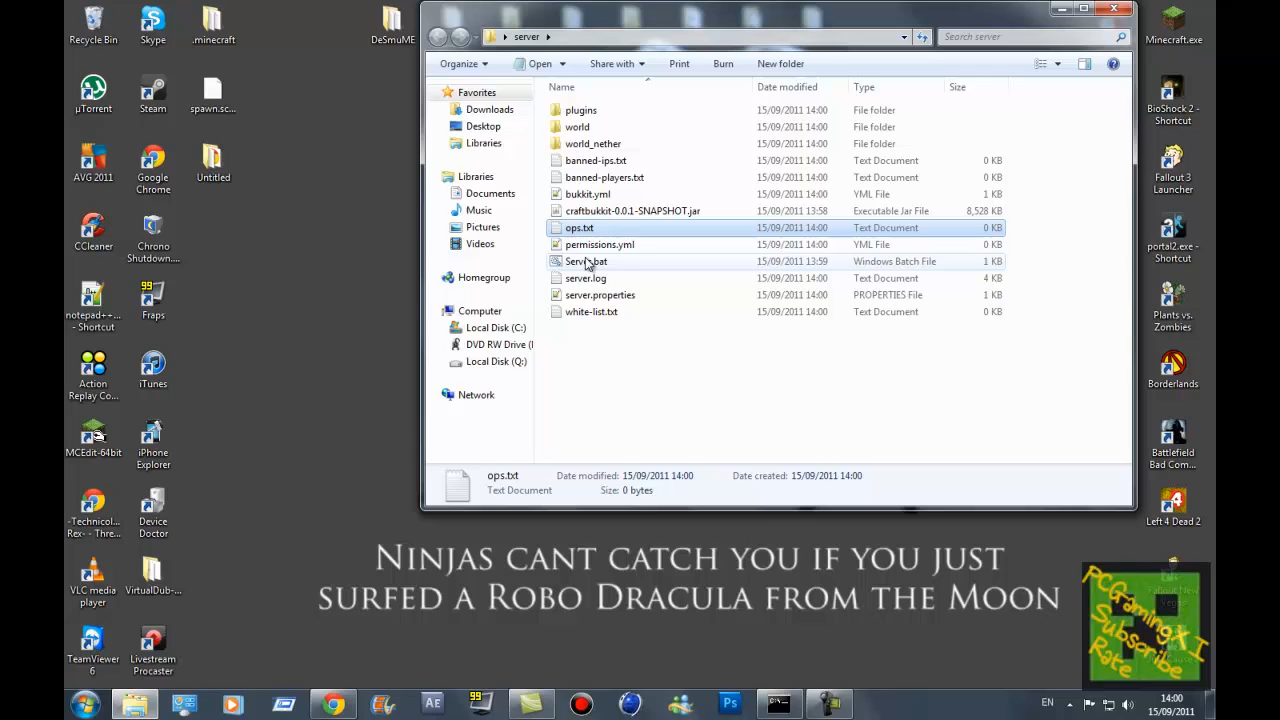 Recycle Bin
Skype
.minecraft
DeSmuME
µTorrent
Steam
spawn.sc...
AVG 2011
Google
Chrome
Untitled
CCleaner
Chrono
Shutdown....
notepad++...
- Shortcut
Fraps
99
Action
Replay Co...
iTunes
MCEdit-64bit
iPhone
Explorer
-Technicol...
Rex- - Thre...
Device
Doctor
VLC media
player
VirtualDub-...
TeamViewer
6
Livestream
Procaster
server
Search server
Organize
Open
Share with
Print
Burn
New folder
Favorites
Downloads
Desktop
Libraries
Libraries
Documents
Music
Pictures
Videos
Homegroup
Computer
Local Disk (C:)
DVD RW Drive (
Local Disk (Q:)
Network
Name Date modified Type Size
plugins 15/09/2011 14:00 File folder
world 15/09/2011 14:00 File folder
world_nether 15/09/2011 14:00 File folder
banned-ips.txt 15/09/2011 14:00 Text Document 0 KB
banned-players.txt 15/09/2011 14:00 Text Document 0 KB
bukkit.yml 15/09/2011 14:00 YML File 1 KB
craftbukkit-0.0.1-SNAPSHOT.jar 15/09/2011 13:58 Executable Jar File 8,528 KB
ops.txt 15/09/2011 14:00 Text Document 0 KB
permissions.yml 15/09/2011 14:00 YML File 0 KB
Server.bat 15/09/2011 13:59 Windows Batch File 1 KB
server.log 15/09/2011 14:00 Text Document 4 KB
server.properties 15/09/2011 14:00 PROPERTIES File 1 KB
white-list.txt 15/09/2011 14:00 Text Document 0 KB
ops.txt Date modified: 15/09/2011 14:00 Date created: 15/09/2011 14:00
Text Document Size: 0 bytes
Minecraft.exe
BioShock 2 -
Shortcut
Fallout 3
Launcher
portal2.exe -
Shortcut
Plants vs.
Zombies
Borderlands
Battlefield
Bad Com...
Left 4 Dead 2
Fallout New
Ninjas cant catch you if you just
surfed a Robo Dracula from the Moon
PCGamingXI
Subscribe
Rate
AE
99
Ps
EN
14:00
15/09/2011